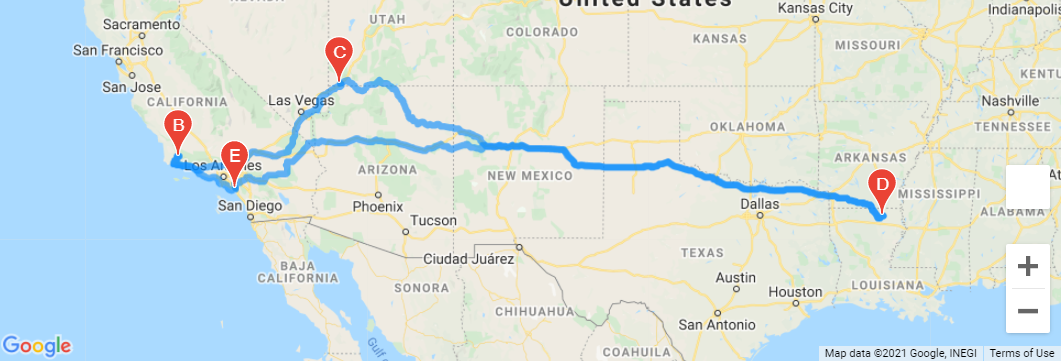 United States
Sacramento
San Francisco
San Jose
CALIFORNIA
Las Vegas
UTAH
COLORADO
KANSAS
Kansas City
MISSOURI
Indianapolis
KENT
Nashville
TENNESSEE
OKLAHOMA
ARKANSAS
MISSISSIPPI
ALABAMA
C
B
E
D
Los Angeles
San Diego
ARIZONA
Phoenix
Tucson
NEW MEXICO
Ciudad Juárez
Dallas
TEXAS
Austin
Houston
San Antonio
LOUISIANA
BAJA
CALIFORNIA
SONORA
CHIHUAHUA
COAHUILA
Gulf of
Google
+
−
Map data ©2021 Google, INEGI
Terms of Use